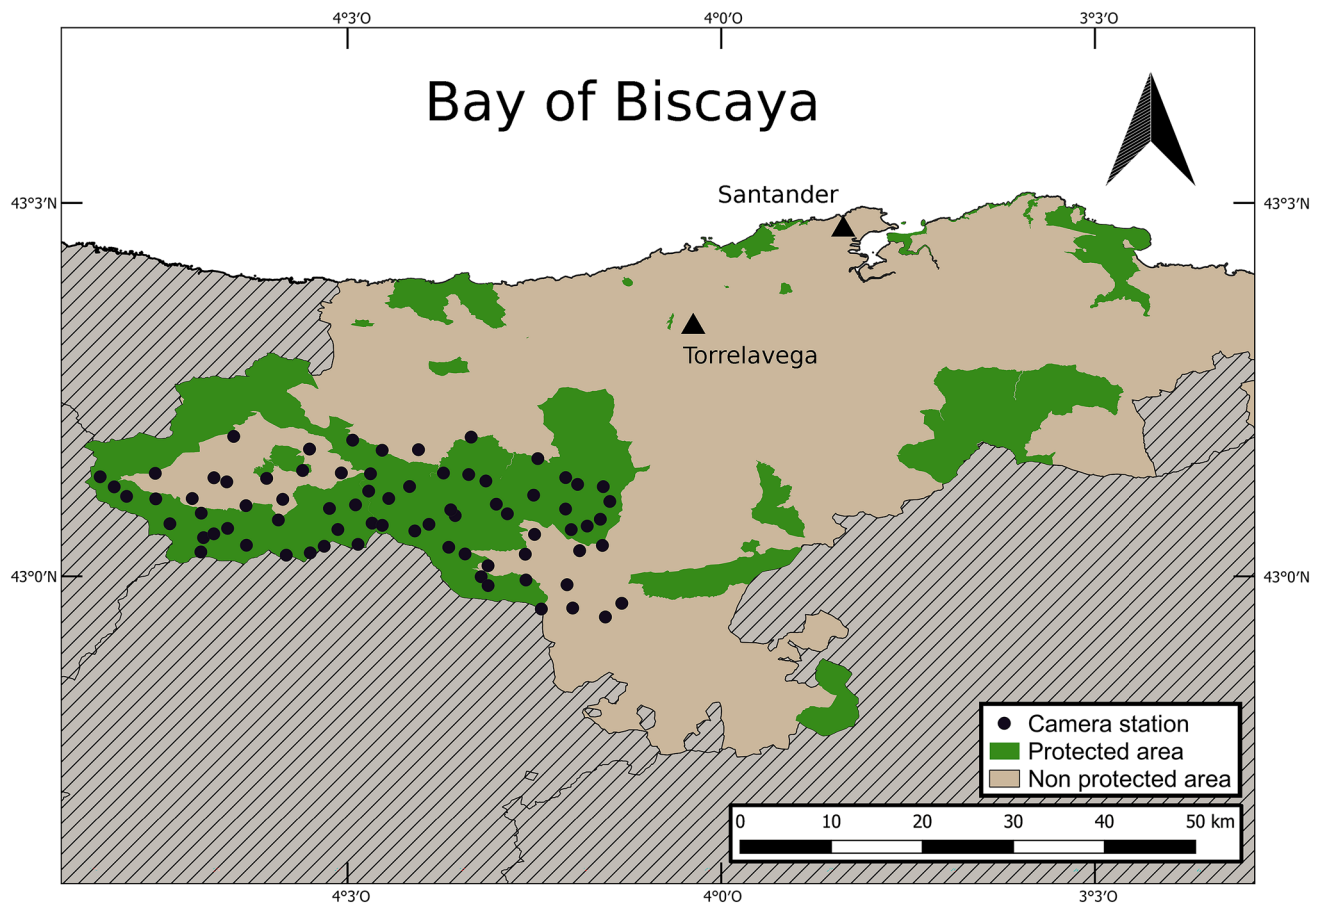 4°3′O 4°0′O 3°3′O
Bay of Biscaya
Santander
43°3′N 43°3′N
Torrelavega
43°0′N 43°0′N
Camera station
Protected area
Non protected area
0 10 20 30 40 50 km
4°3′O 4°0′O 3°3′O